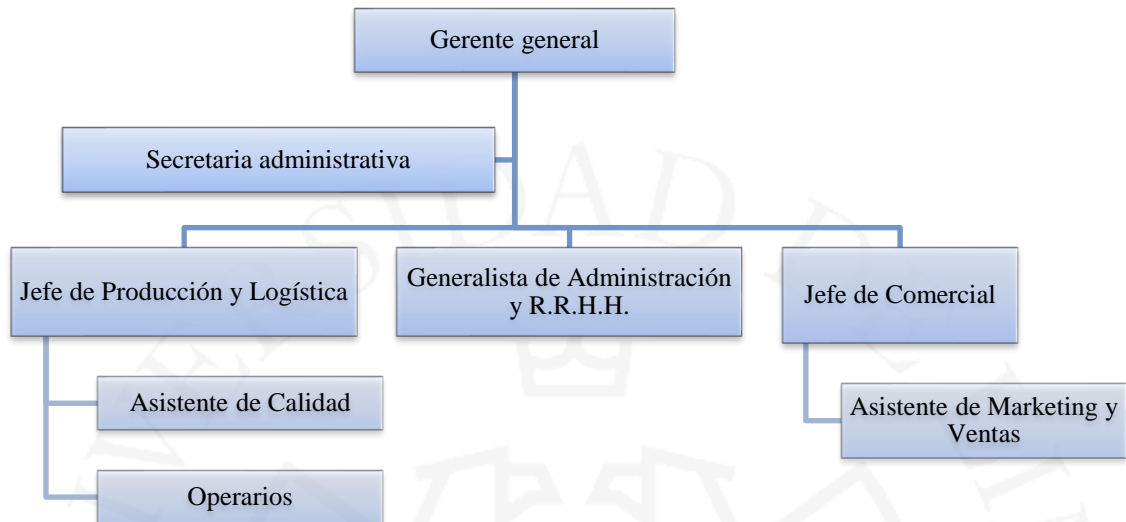 Gerente general
Secretaria administrativa
Jefe de Producción y Logística
Generalista de Administración
y R.R.H.H.
Jefe de Comercial
Asistente de Calidad
Asistente de Marketing y
Ventas
Operarios